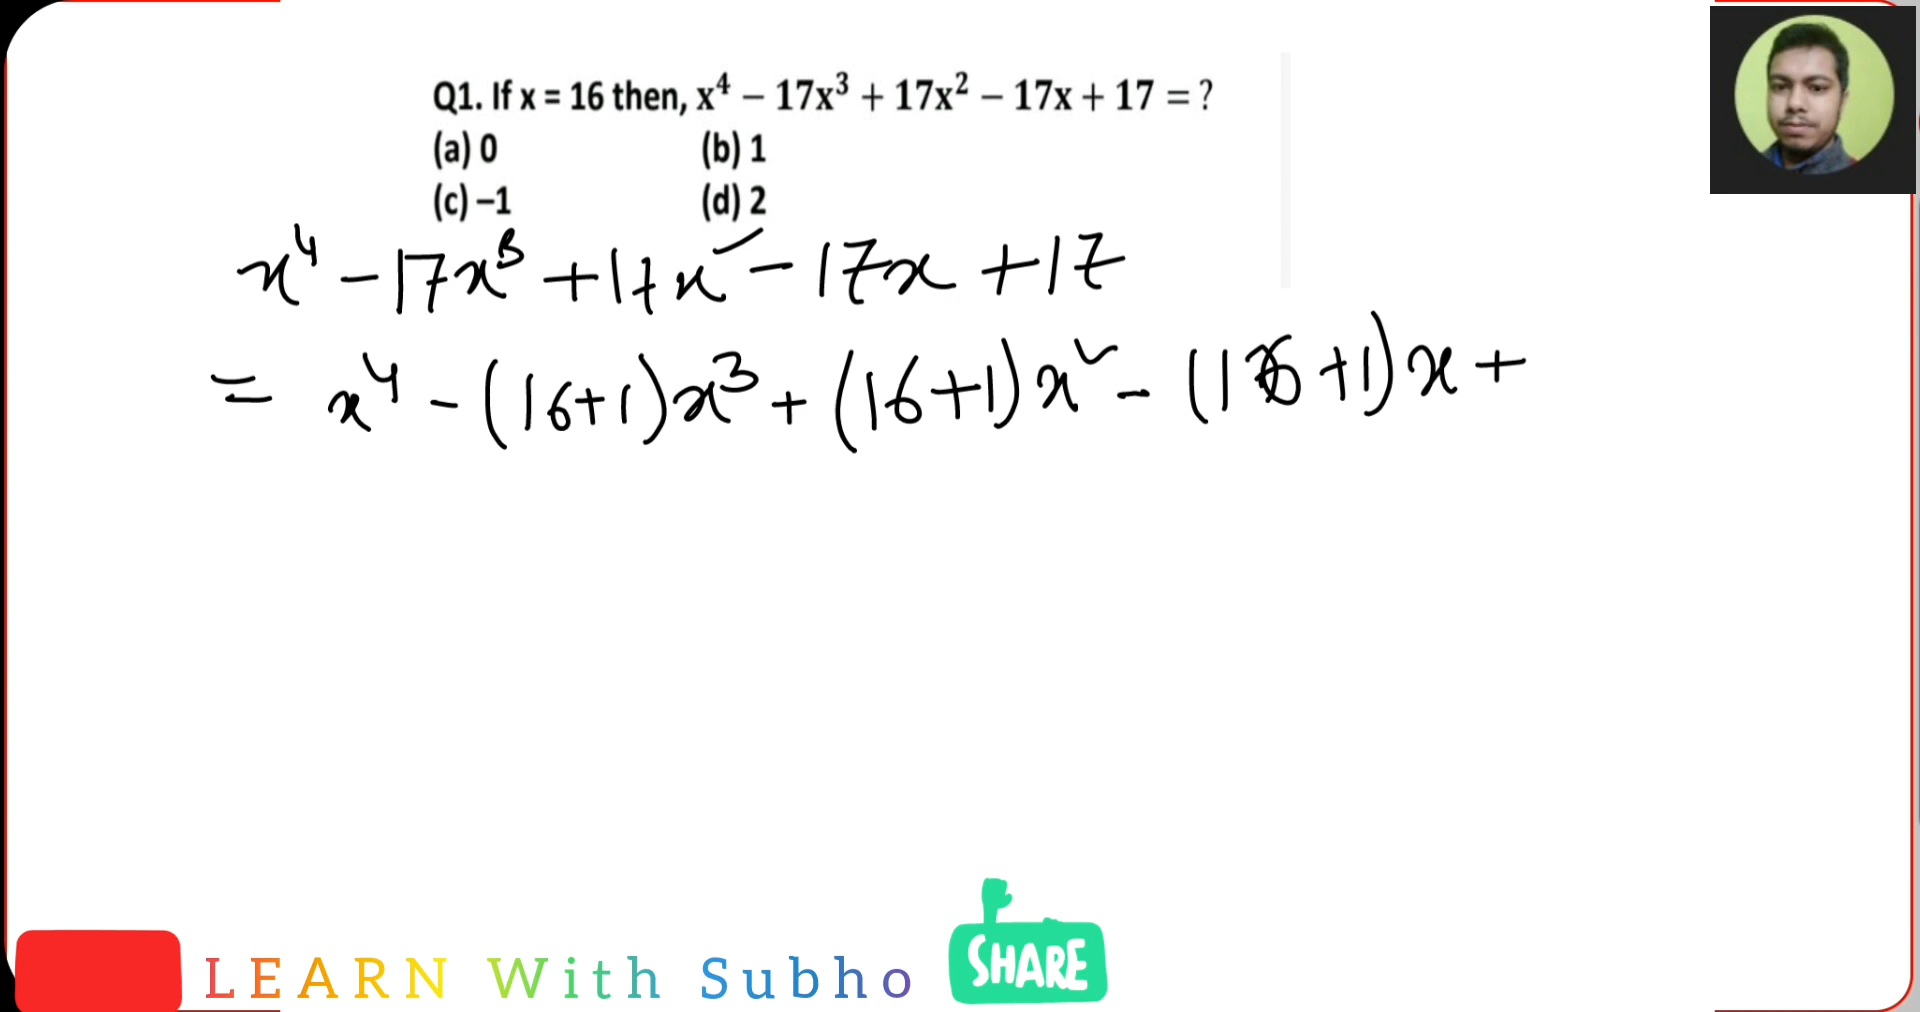 Q1. If x = 16 then, x⁴ − 17x³ + 17x² − 17x + 17 = ?
(a) 0 (b) 1
(c) −1 (d) 2
x⁴ − 17x³ + 17x² − 17x + 17
= x⁴ − (16+1)x³ + (16+1)x² − (16+1)x +
LEARN With Subho
SHARE